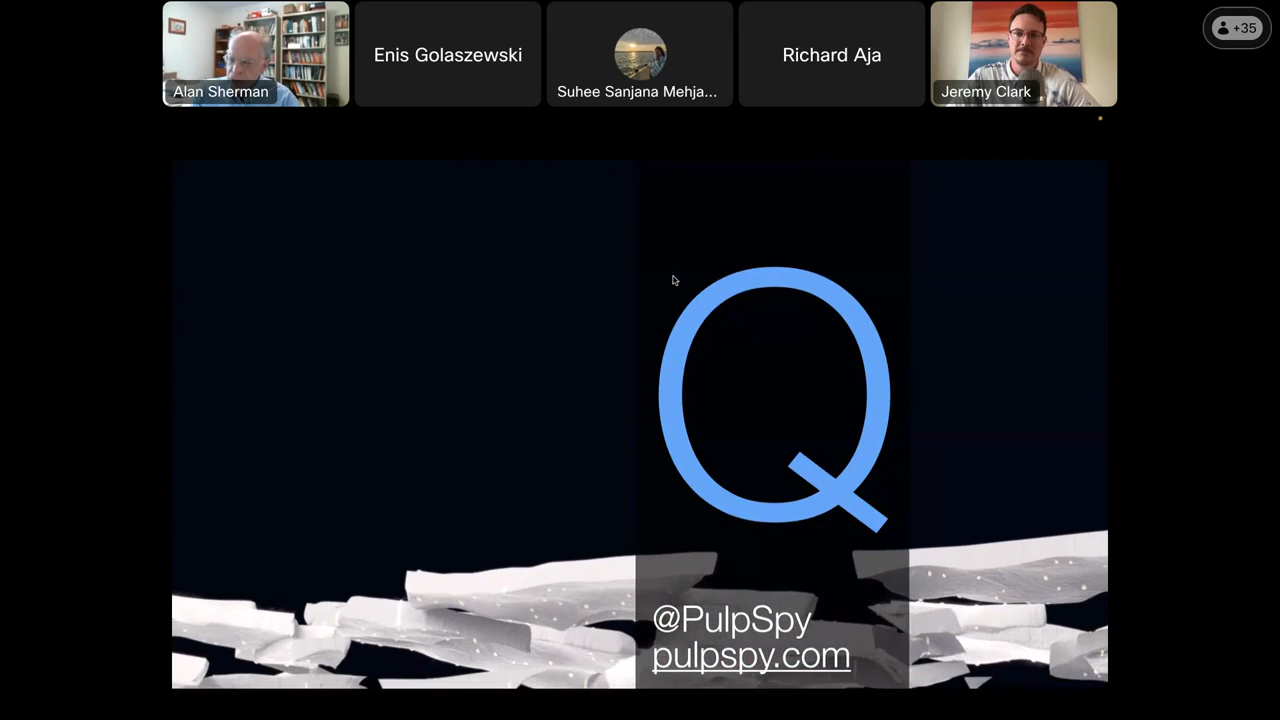 Alan Sherman
Enis Golaszewski
Suhee Sanjana Mehja...
Richard Aja
Jeremy Clark
+35
Q
@PulpSpy
pulpspy.com